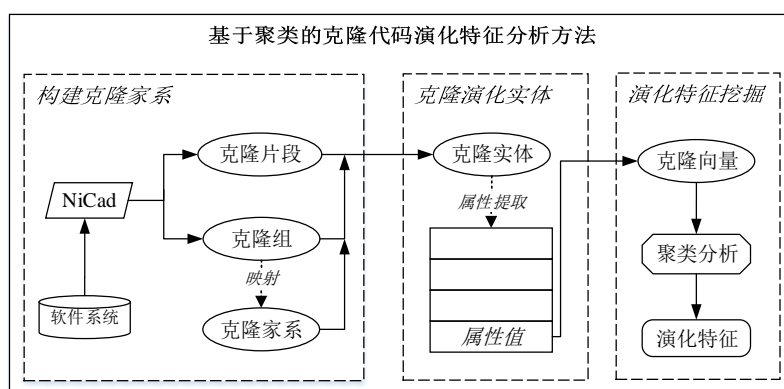 基于聚类的克隆代码演化特征分析方法
构建克隆家系
克隆片段
NiCad
克隆组
映射
软件系统
克隆家系
克隆演化实体
克隆实体
属性提取
属性值
演化特征挖掘
克隆向量
聚类分析
演化特征